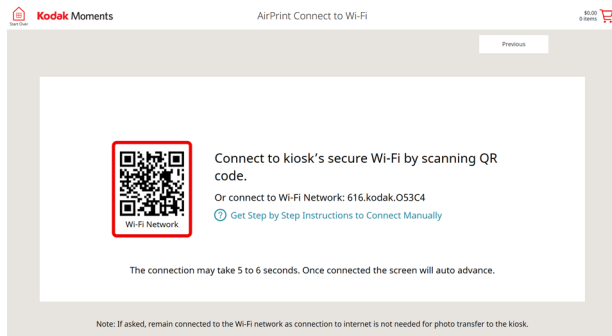 Start Over
Kodak Moments
AirPrint Connect to Wi-Fi
$0.00
0 items
Previous
Connect to kiosk's secure Wi-Fi by scanning QR
code.
Or connect to Wi-Fi Network: 616.kodak.O53C4
? Get Step by Step Instructions to Connect Manually
Wi-Fi Network
The connection may take 5 to 6 seconds. Once connected the screen will auto advance.
Note: If asked, remain connected to the Wi-Fi network as connection to internet is not needed for photo transfer to the kiosk.